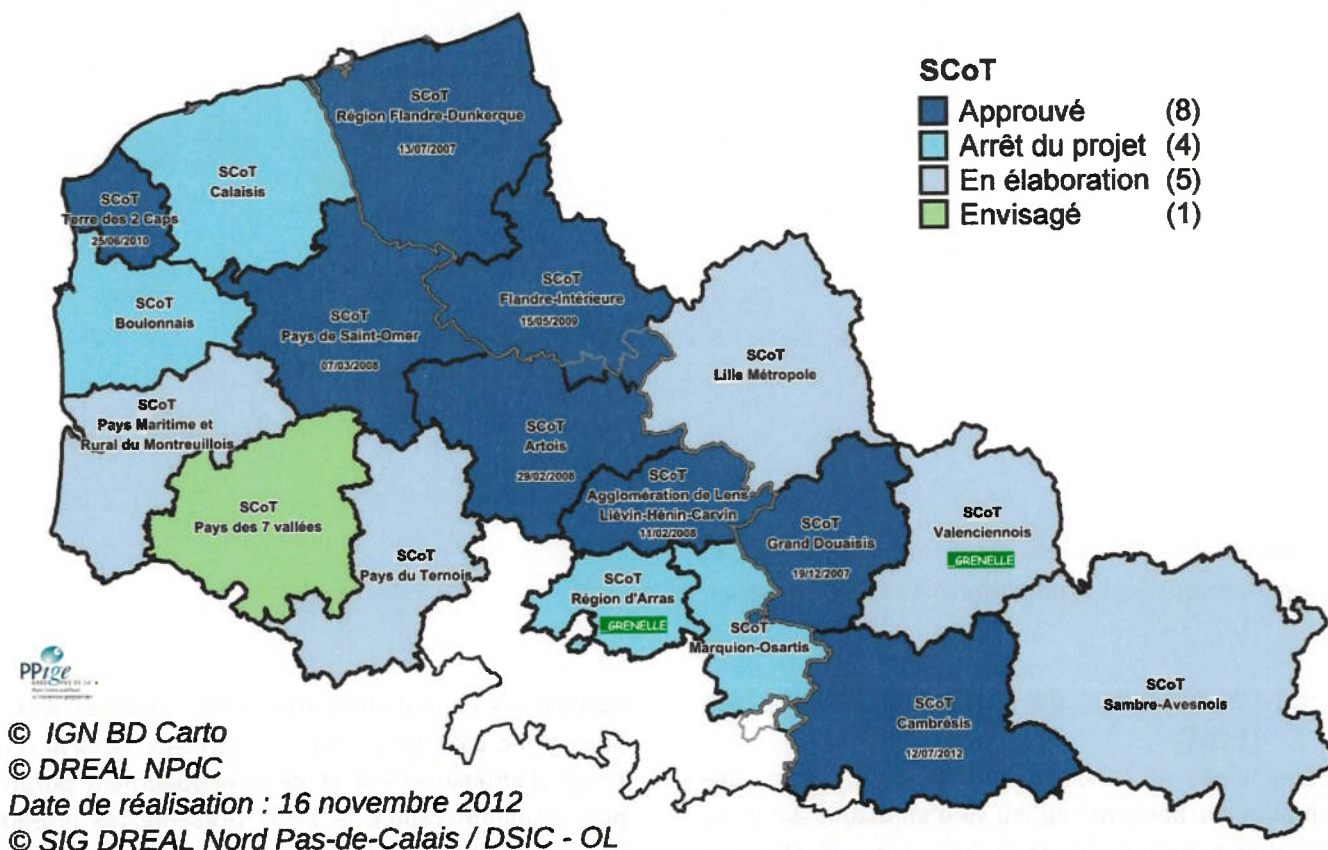 SCoT
Approuvé (8)
Arrêt du projet (4)
En élaboration (5)
Envisagé (1)
SCoT
Région Flandre-Dunkerque
13/07/2007
SCoT
Calaisis
SCoT
Terre des 2 Caps
25/06/2010
SCoT
Flandre-Intérieure
15/05/2009
SCoT
Boulonnais
SCoT
Pays de Saint-Omer
07/03/2008
SCoT
Lille Métropole
SCoT
Pays Maritime et
Rural du Montreuillois
SCoT
Artois
29/02/2008
SCoT
Agglomération de Lens
Liévin-Hénin-Carvin
11/02/2008
SCoT
Pays des 7 vallées
SCoT
Grand Douaisis
19/12/2007
SCoT
Valenciennois
_GRENELLE
SCoT
Pays du Ternois
SCoT
Région d'Arras
_GRENELLE
SCoT
Marquion-Osartis
SCoT
Cambrésis
12/07/2012
SCoT
Sambre-Avesnois
PPige
© IGN BD Carto
© DREAL NPdC
Date de réalisation : 16 novembre 2012
© SIG DREAL Nord Pas-de-Calais / DSIC - OL